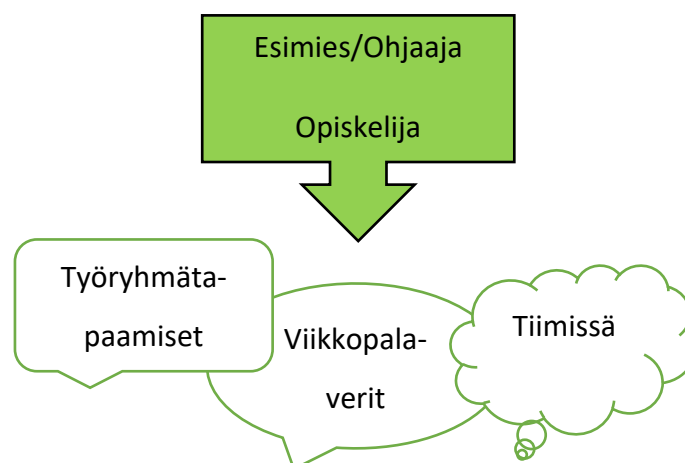 Esimies/Ohjaaja
Opiskelija
Työryhmäta-
paamiset
Viikkopala-
verit
Tiimissä